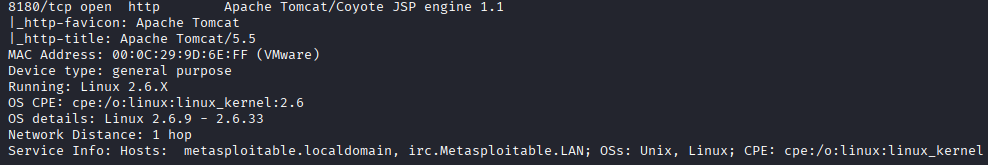 8180/tcp open  http        Apache Tomcat/Coyote JSP engine 1.1
|_http-favicon: Apache Tomcat
|_http-title: Apache Tomcat/5.5
MAC Address: 00:0C:29:9D:6E:FF (VMware)
Device type: general purpose
Running: Linux 2.6.X
OS CPE: cpe:/o:linux:linux_kernel:2.6
OS details: Linux 2.6.9 - 2.6.33
Network Distance: 1 hop
Service Info: Hosts:  metasploitable.localdomain, irc.Metasploitable.LAN; OSs: Unix, Linux; CPE: cpe:/o:linux:linux_kernel